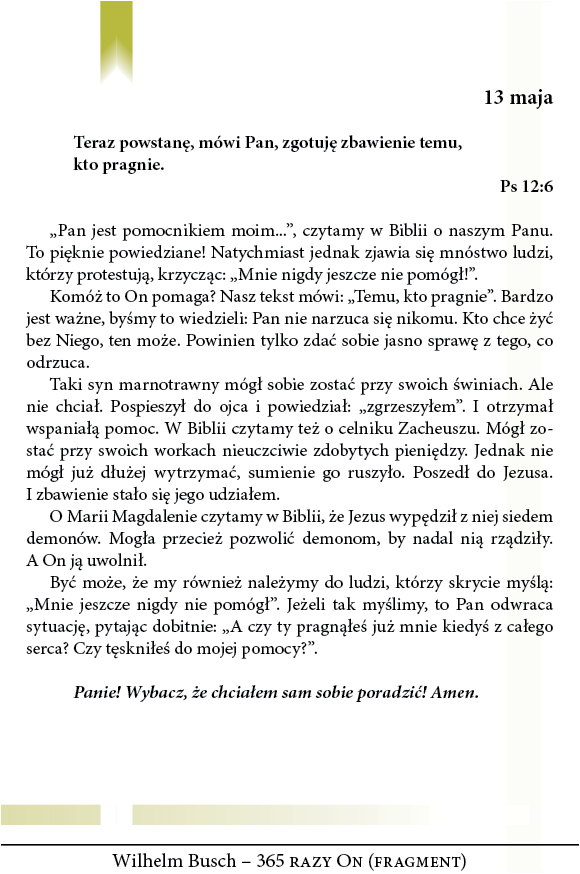 13 maja
Teraz powstanę, mówi Pan, zgotuję zbawienie temu,
kto pragnie.
Ps 12:6
„Pan jest pomocnikiem moim...”, czytamy w Biblii o naszym Panu.
To pięknie powiedziane! Natychmiast jednak zjawia się mnóstwo ludzi,
którzy protestują, krzycząc: „Mnie nigdy jeszcze nie pomógł!”.
Komóż to On pomaga? Nasz tekst mówi: „Temu, kto pragnie”. Bardzo
jest ważne, byśmy to wiedzieli: Pan nie narzuca się nikomu. Kto chce żyć
bez Niego, ten może. Powinien tylko zdać sobie jasno sprawę z tego, co
odrzuca.
Taki syn marnotrawny mógł sobie zostać przy swoich świniach. Ale
nie chciał. Pospieszył do ojca i powiedział: „zgrzeszyłem”. I otrzymał
wspaniałą pomoc. W Biblii czytamy też o celniku Zacheuszu. Mógł zo-
stać przy swoich workach nieuczciwie zdobytych pieniędzy. Jednak nie
mógł już dłużej wytrzymać, sumienie go ruszyło. Poszedł do Jezusa.
I zbawienie stało się jego udziałem.
O Marii Magdalenie czytamy w Biblii, że Jezus wypędził z niej siedem
demonów. Mogła przecież pozwolić demonom, by nadal nią rządziły.
A On ją uwolnił.
Być może, że my również należymy do ludzi, którzy skrycie myślą:
„Mnie jeszcze nigdy nie pomógł”. Jeżeli tak myślimy, to Pan odwraca
sytuację, pytając dobitnie: „A czy ty pragnąłeś już mnie kiedyś z całego
serca? Czy tęskniłeś do mojej pomocy?”.
Panie! Wybacz, że chciałem sam sobie poradzić! Amen.
Wilhelm Busch – 365 RAZY ON (FRAGMENT)